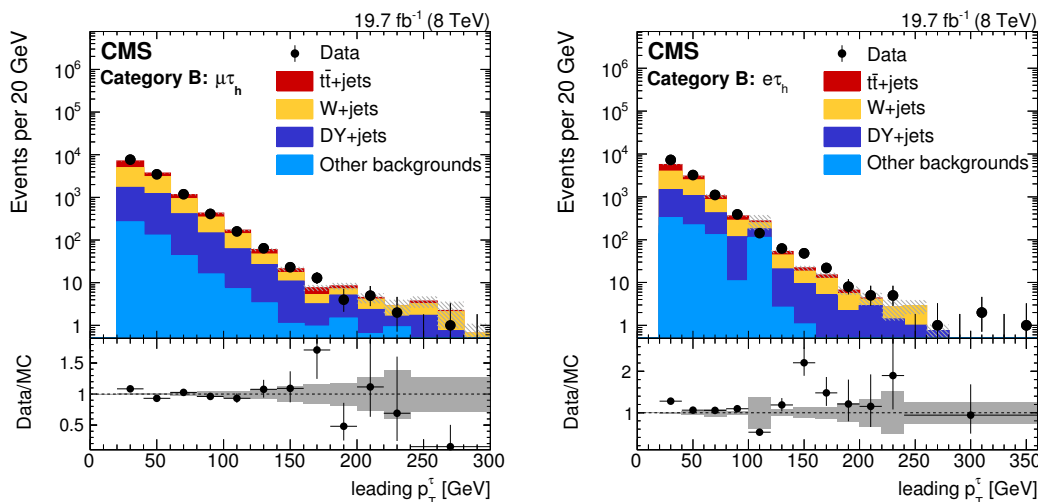 19.7 fb⁻¹ (8 TeV)
CMS
Category B: μτ_h
Data
tt̄+jets
W+jets
DY+jets
Other backgrounds
Events per 20 GeV
10⁶
10⁵
10⁴
10³
10²
10
1
Data/MC
1.5
1
0.5
0 50 100 150 200 250 300
leading p_T^τ [GeV]
19.7 fb⁻¹ (8 TeV)
CMS
Category B: eτ_h
Data
tt̄+jets
W+jets
DY+jets
Other backgrounds
Events per 20 GeV
10⁶
10⁵
10⁴
10³
10²
10
1
Data/MC
2
1
0 50 100 150 200 250 300 350
leading p_T^τ [GeV]